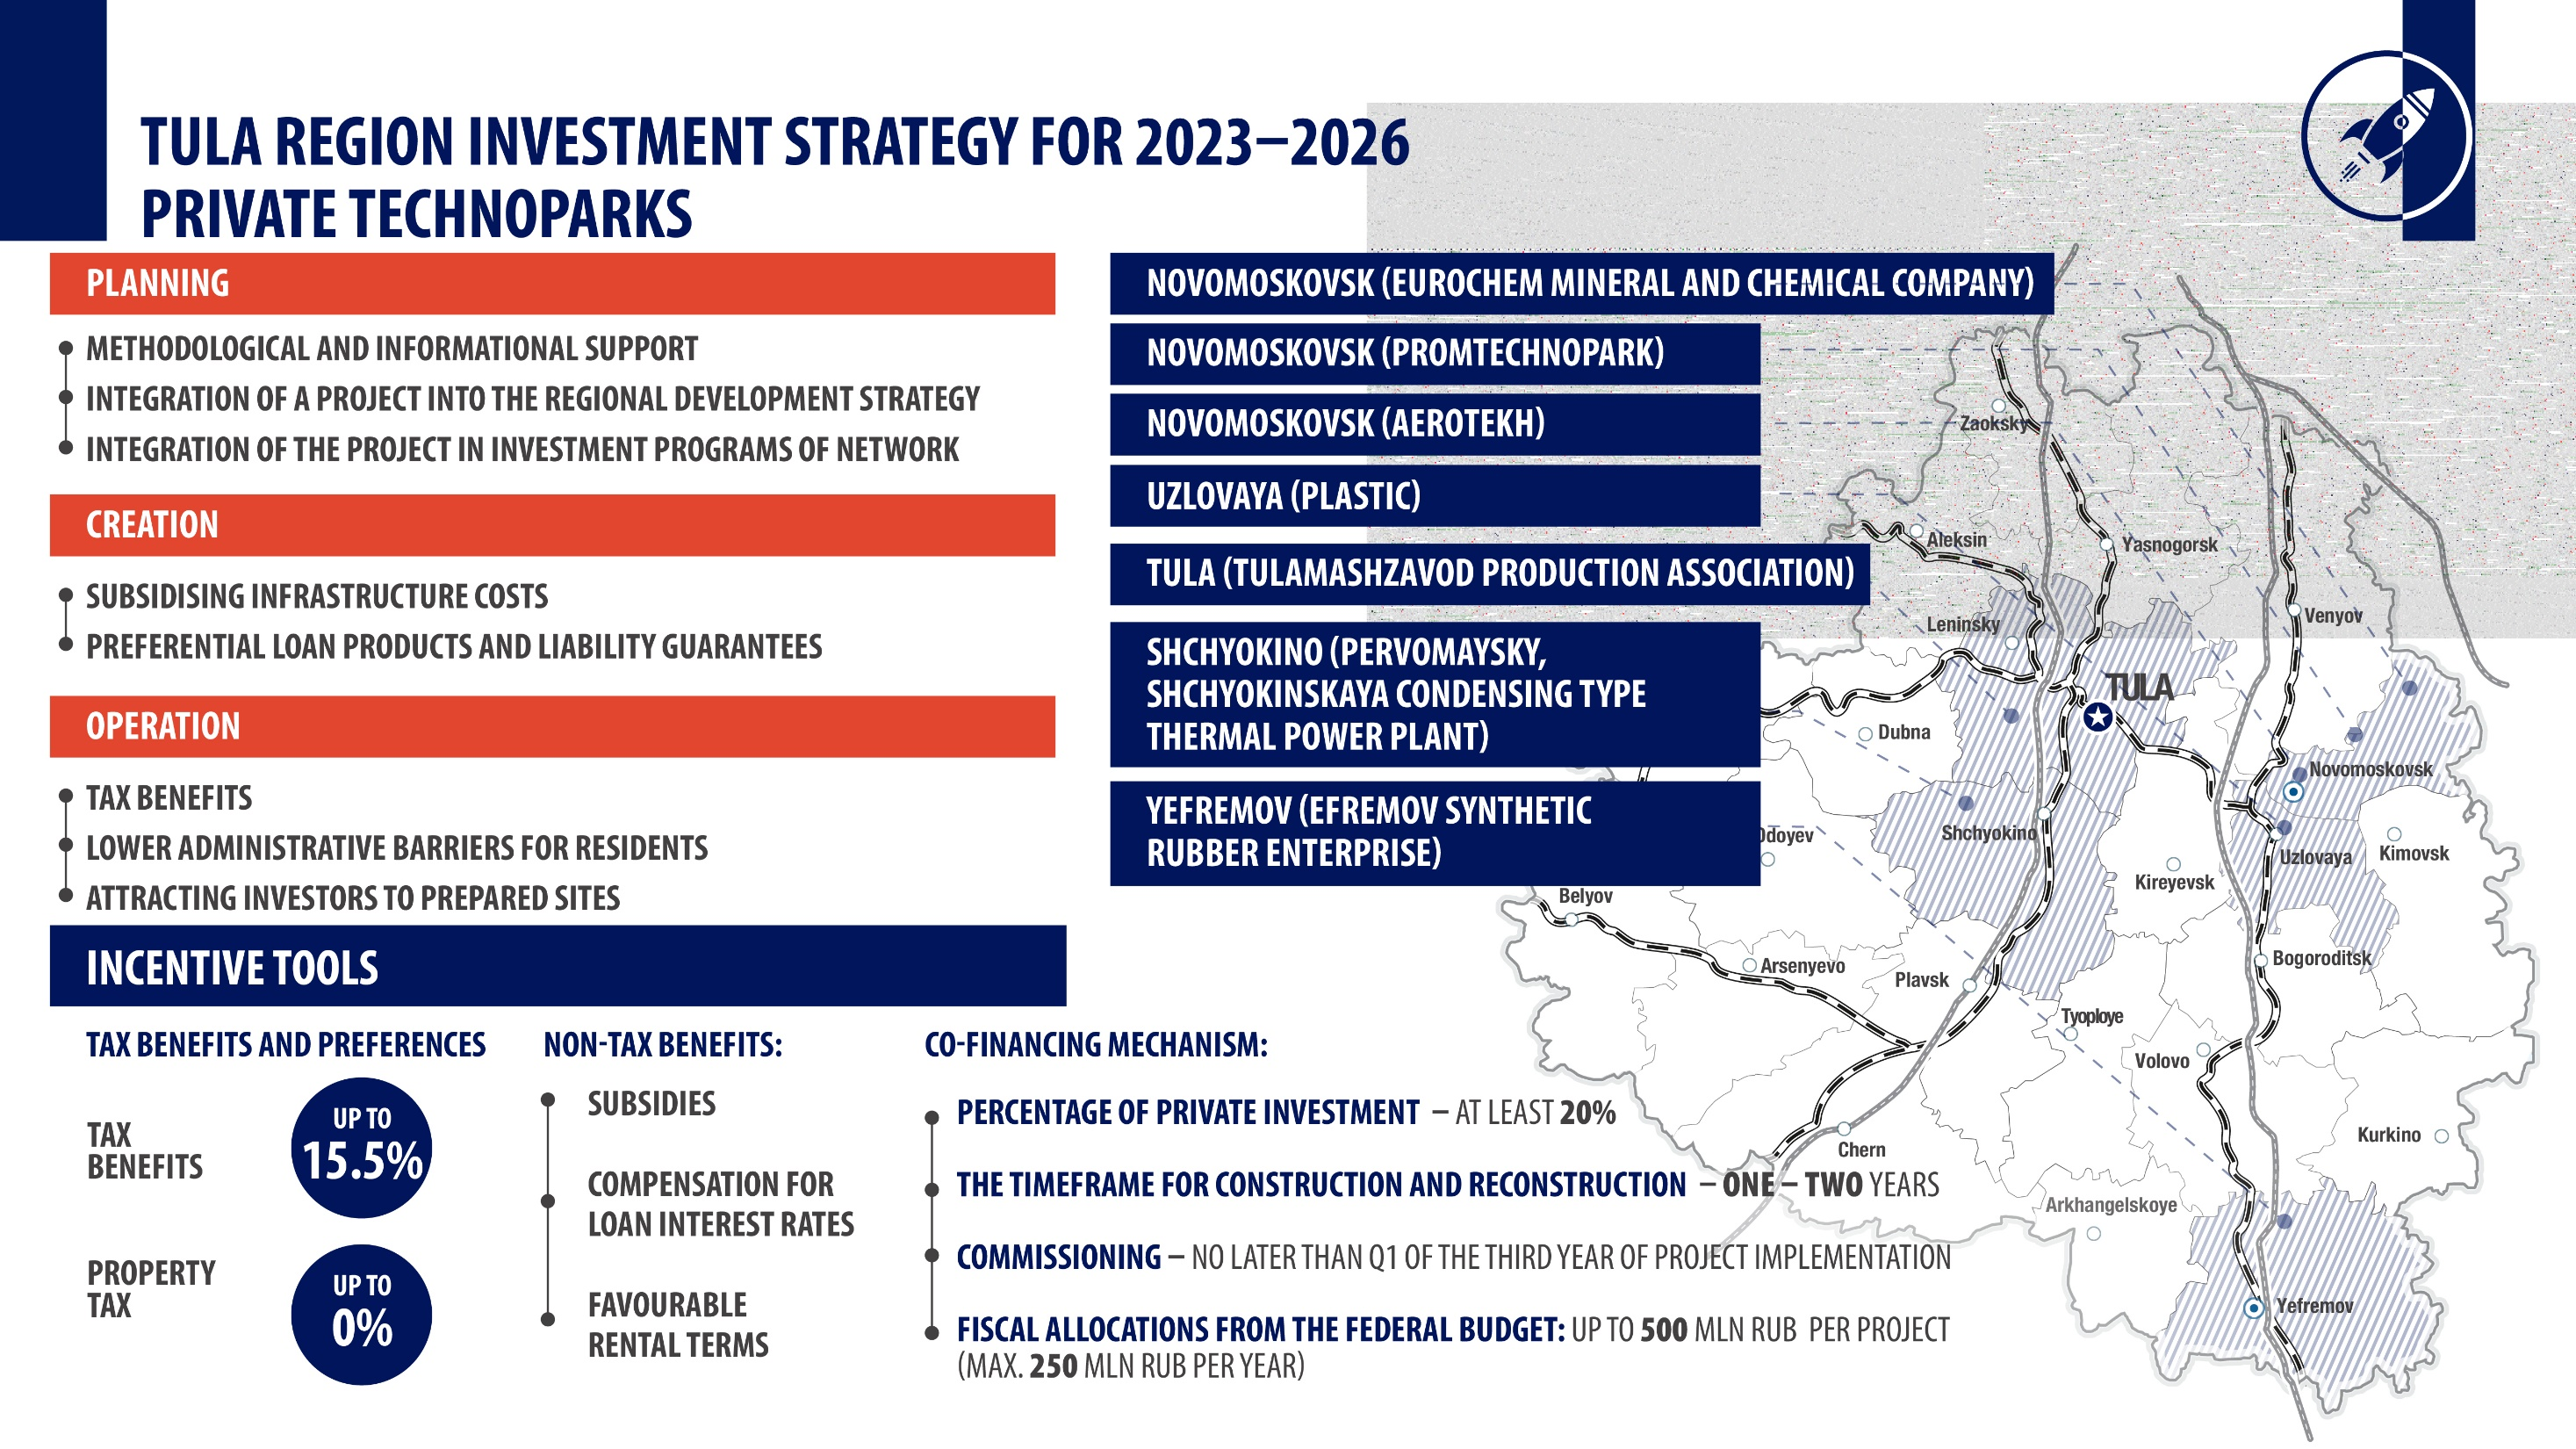 TULA REGION INVESTMENT STRATEGY FOR 2023–2026
PRIVATE TECHNOPARKS
PLANNING
METHODOLOGICAL AND INFORMATIONAL SUPPORT
INTEGRATION OF A PROJECT INTO THE REGIONAL DEVELOPMENT STRATEGY
INTEGRATION OF THE PROJECT IN INVESTMENT PROGRAMS OF NETWORK
CREATION
SUBSIDISING INFRASTRUCTURE COSTS
PREFERENTIAL LOAN PRODUCTS AND LIABILITY GUARANTEES
OPERATION
TAX BENEFITS
LOWER ADMINISTRATIVE BARRIERS FOR RESIDENTS
ATTRACTING INVESTORS TO PREPARED SITES
NOVOMOSKOVSK (EUROCHEM MINERAL AND CHEMICAL COMPANY)
NOVOMOSKOVSK (PROMTECHNOPARK)
NOVOMOSKOVSK (AEROTEKH)
UZLOVAYA (PLASTIC)
TULA (TULAMASHZAVOD PRODUCTION ASSOCIATION)
SHCHYOKINO (PERVOMAYSKY,
SHCHYOKINSKAYA CONDENSING TYPE
THERMAL POWER PLANT)
YEFREMOV (EFREMOV SYNTHETIC
RUBBER ENTERPRISE)
Zaoksky
Aleksin
Yasnogorsk
Venyov
Leninsky
TULA
Dubna
Novomoskovsk
Odoyev
Shchyokino
Uzlovaya
Kimovsk
Kireyevsk
Belyov
Bogoroditsk
Arsenyevo
Plavsk
Tyoploye
Volovo
Kurkino
Chern
Arkhangelskoye
Yefremov
INCENTIVE TOOLS
TAX BENEFITS AND PREFERENCES
TAX
BENEFITS
UP TO
15.5%
PROPERTY
TAX
UP TO
0%
NON-TAX BENEFITS:
SUBSIDIES
COMPENSATION FOR
LOAN INTEREST RATES
FAVOURABLE
RENTAL TERMS
CO-FINANCING MECHANISM:
PERCENTAGE OF PRIVATE INVESTMENT – AT LEAST 20%
THE TIMEFRAME FOR CONSTRUCTION AND RECONSTRUCTION – ONE – TWO YEARS
COMMISSIONING – NO LATER THAN Q1 OF THE THIRD YEAR OF PROJECT IMPLEMENTATION
FISCAL ALLOCATIONS FROM THE FEDERAL BUDGET: UP TO 500 MLN RUB PER PROJECT
(MAX. 250 MLN RUB PER YEAR)